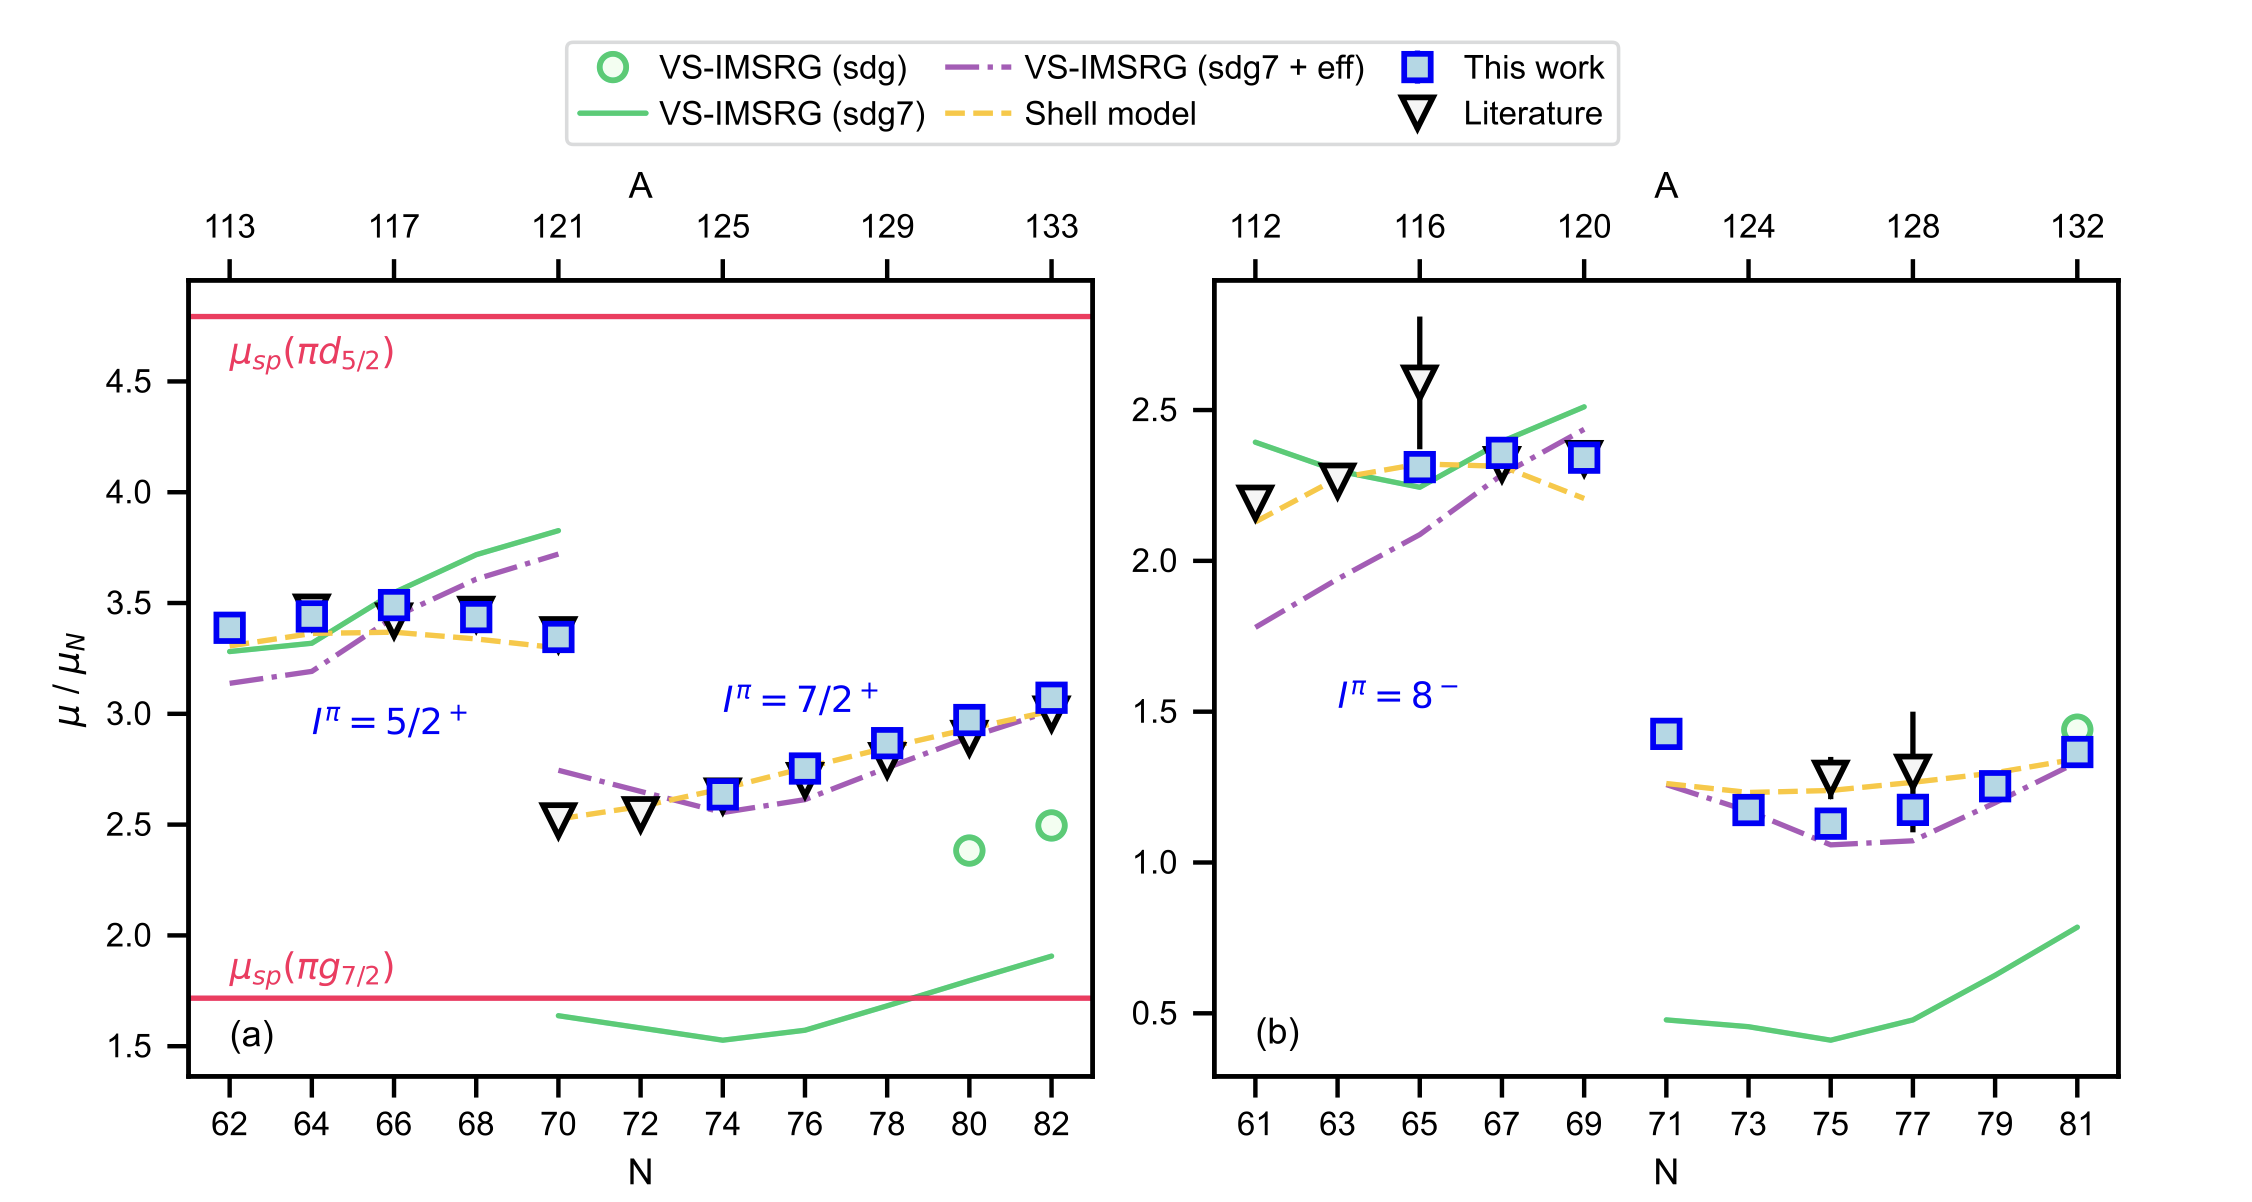 VS-IMSRG (sdg) VS-IMSRG (sdg7 + eff) This work
VS-IMSRG (sdg7) Shell model Literature
A
113 117 121 125 129 133
μsp(πd5/2)
4.5
4.0
3.5
3.0
2.5
2.0
1.5
μ / μN
Iπ = 5/2+
Iπ = 7/2+
μsp(πg7/2)
(a)
62 64 66 68 70 72 74 76 78 80 82
N
A
112 116 120 124 128 132
2.5
2.0
1.5
1.0
0.5
Iπ = 8−
(b)
61 63 65 67 69 71 73 75 77 79 81
N